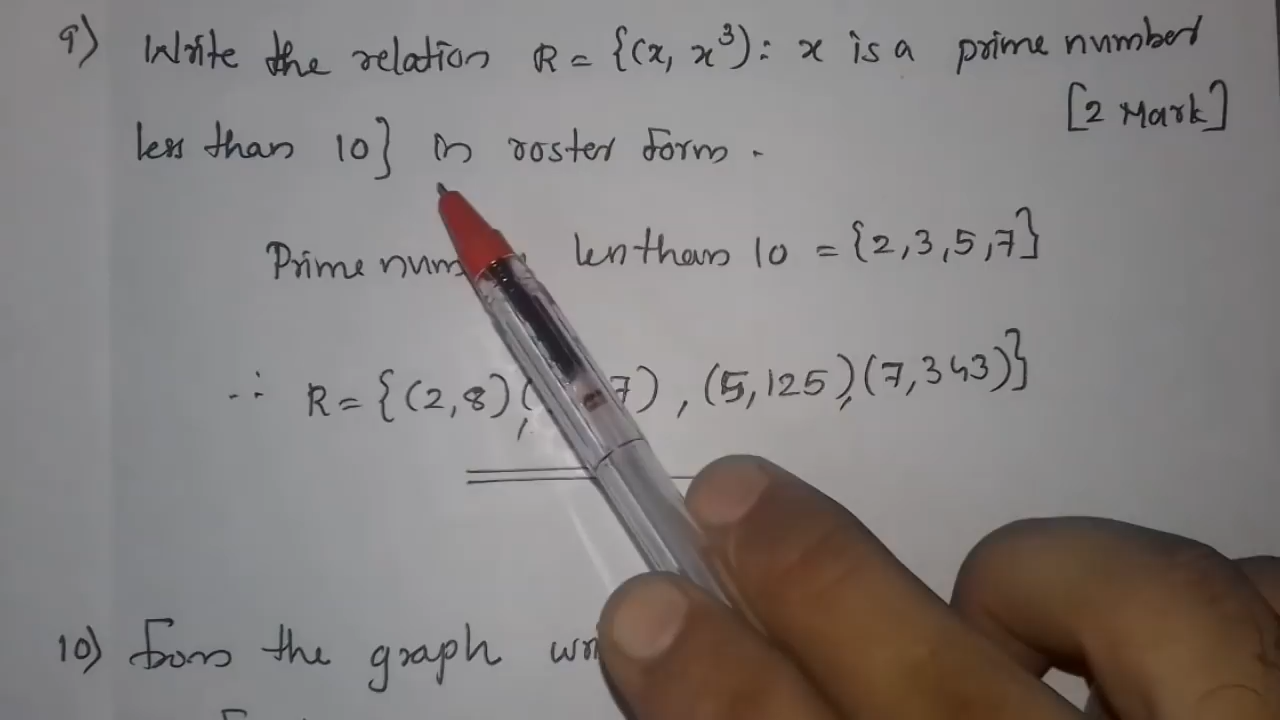 9) Write the relation R = {(x, x³) : x is a prime number
[2 Mark]
less than 10} in roster form.
Prime less than 10 = {2,3,5,7}
∴ R = {(2,8), 7), (5,125), (7,343)}
10) From the graph